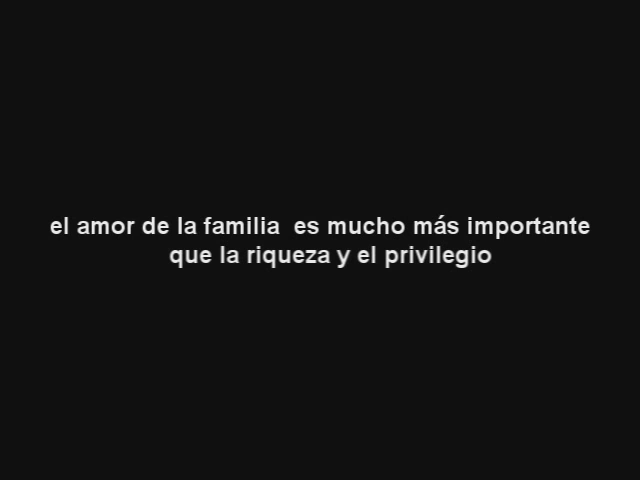 el amor de la familia  es mucho más importante
que la riqueza y el privilegio